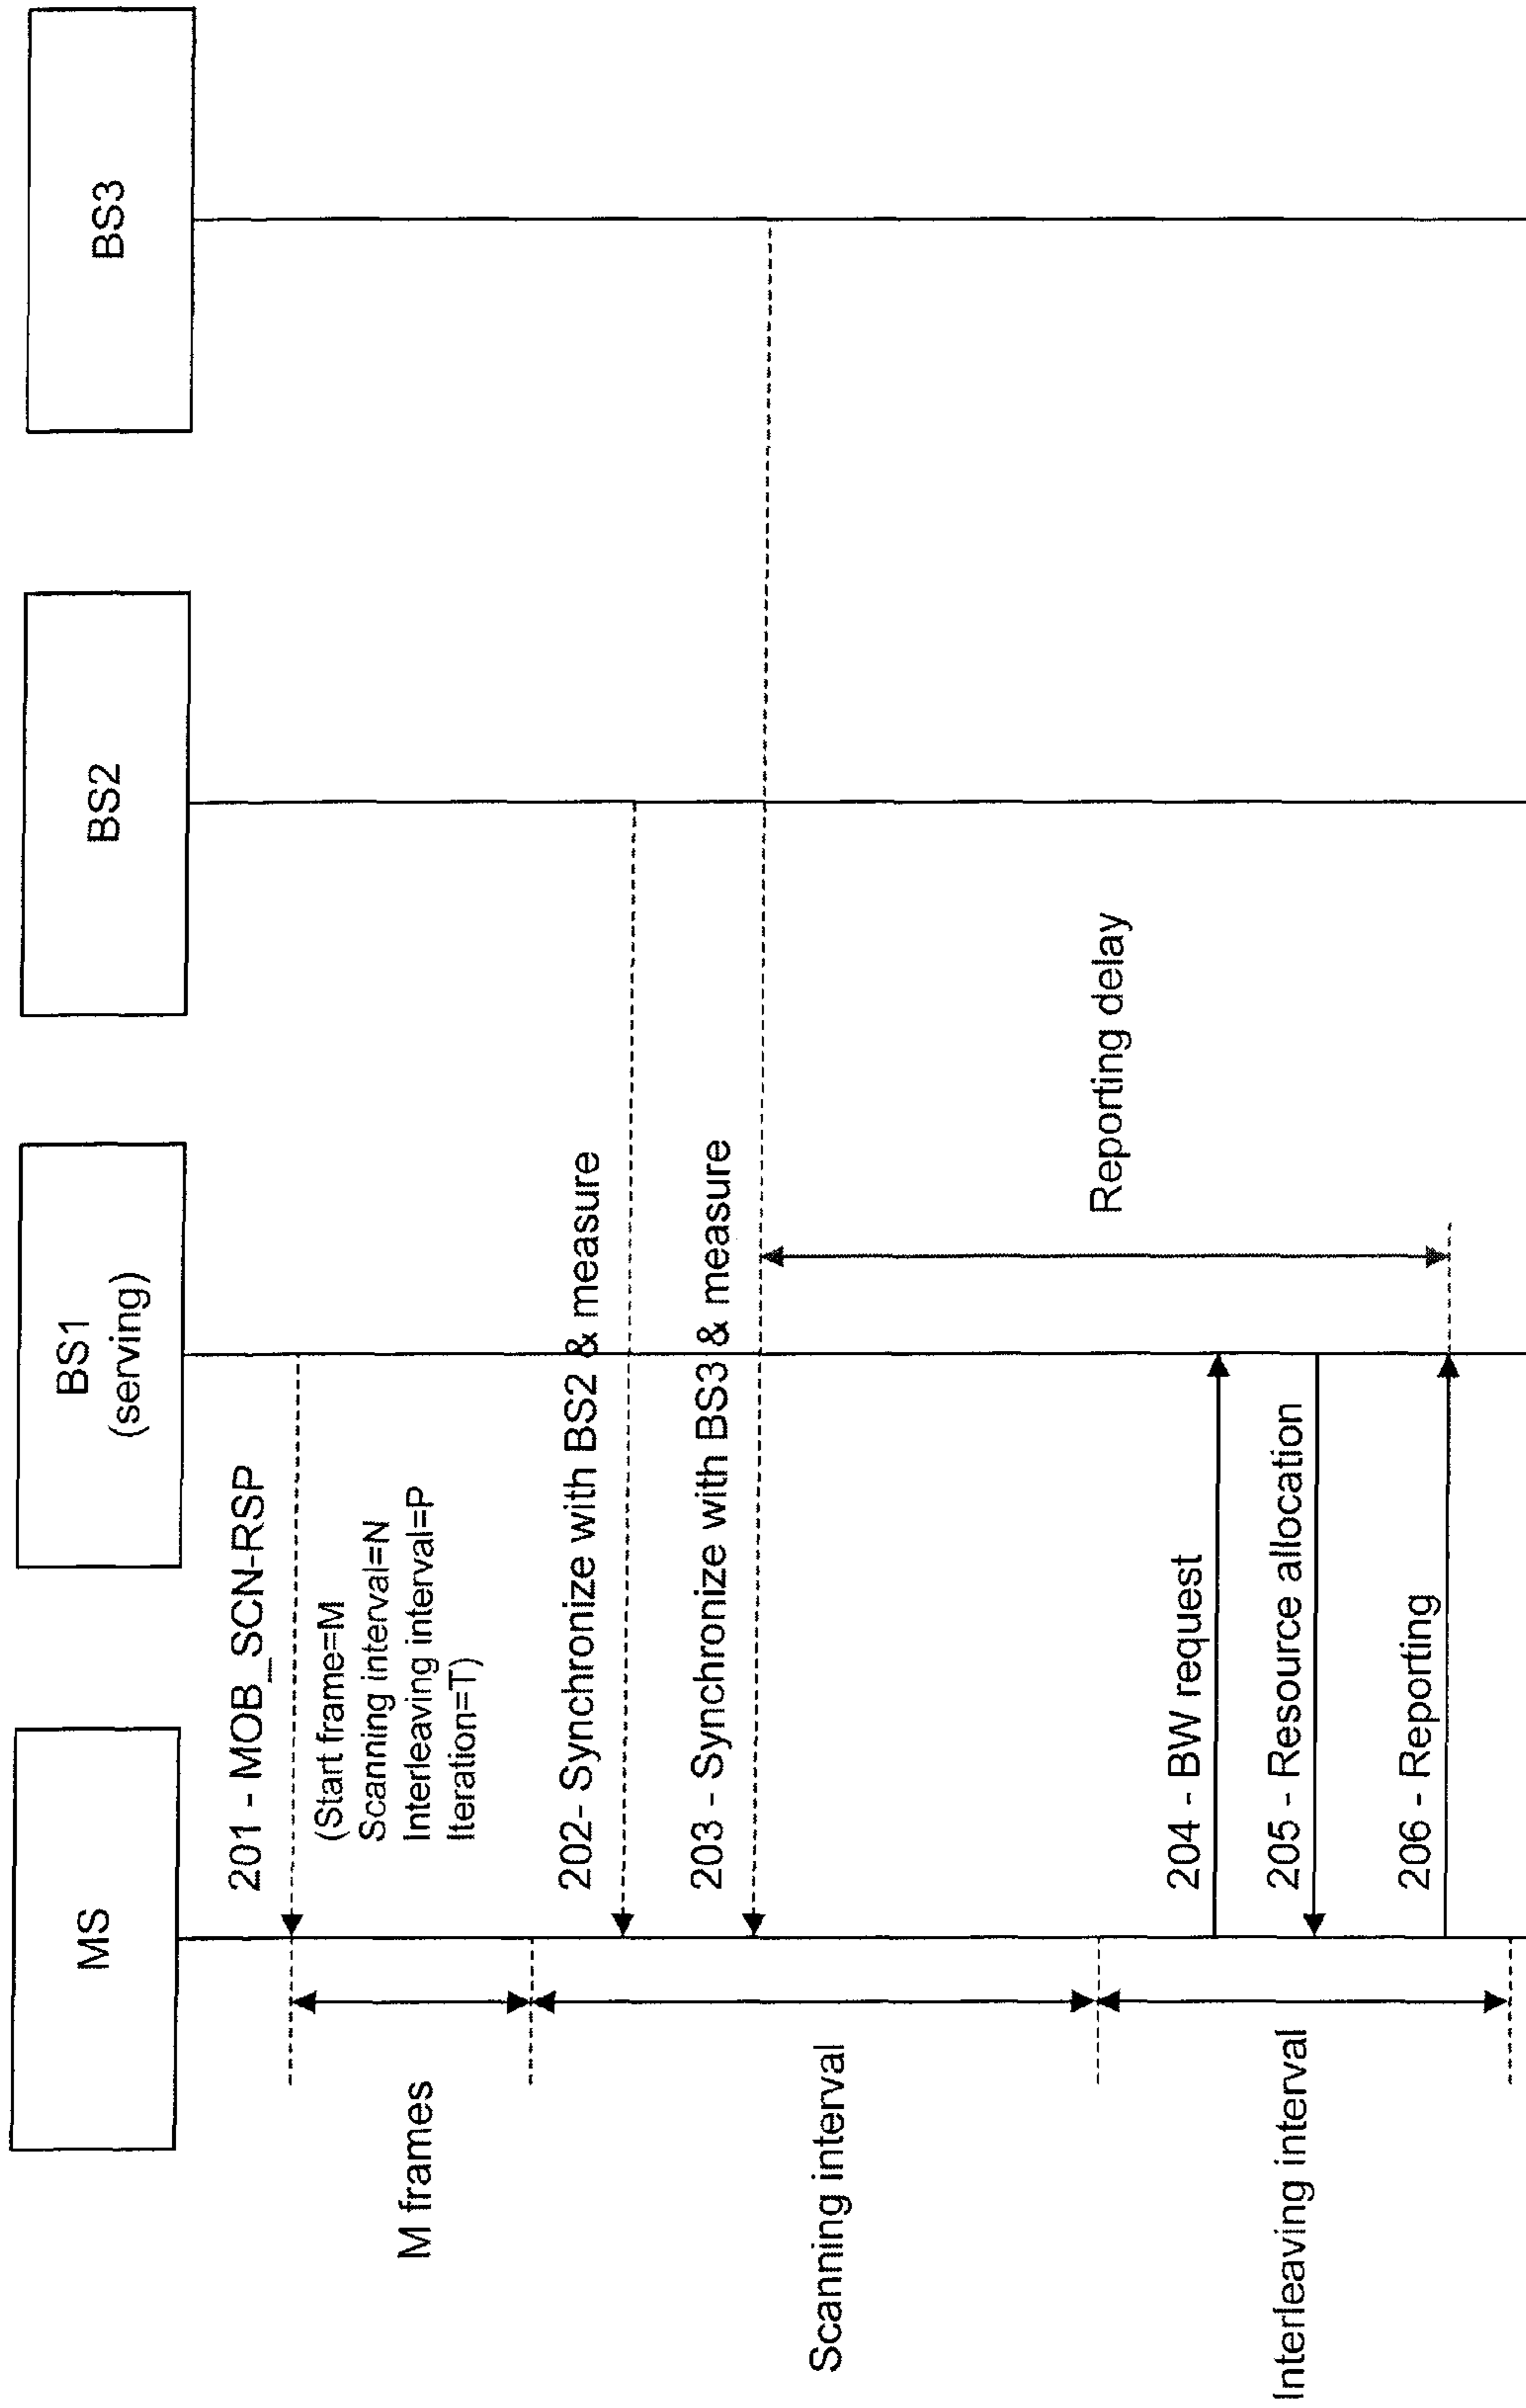 MS
BS1
(serving)
BS2
BS3
201 - MOB_SCN-RSP
(Start frame=M
Scanning interval=N
Interleaving interval=P
Iteration=T)
M frames
202- Synchronize with BS2 & measure
203 - Synchronize with BS3 & measure
Scanning interval
Reporting delay
204 - BW request
205 - Resource allocation
206 - Reporting
Interleaving interval